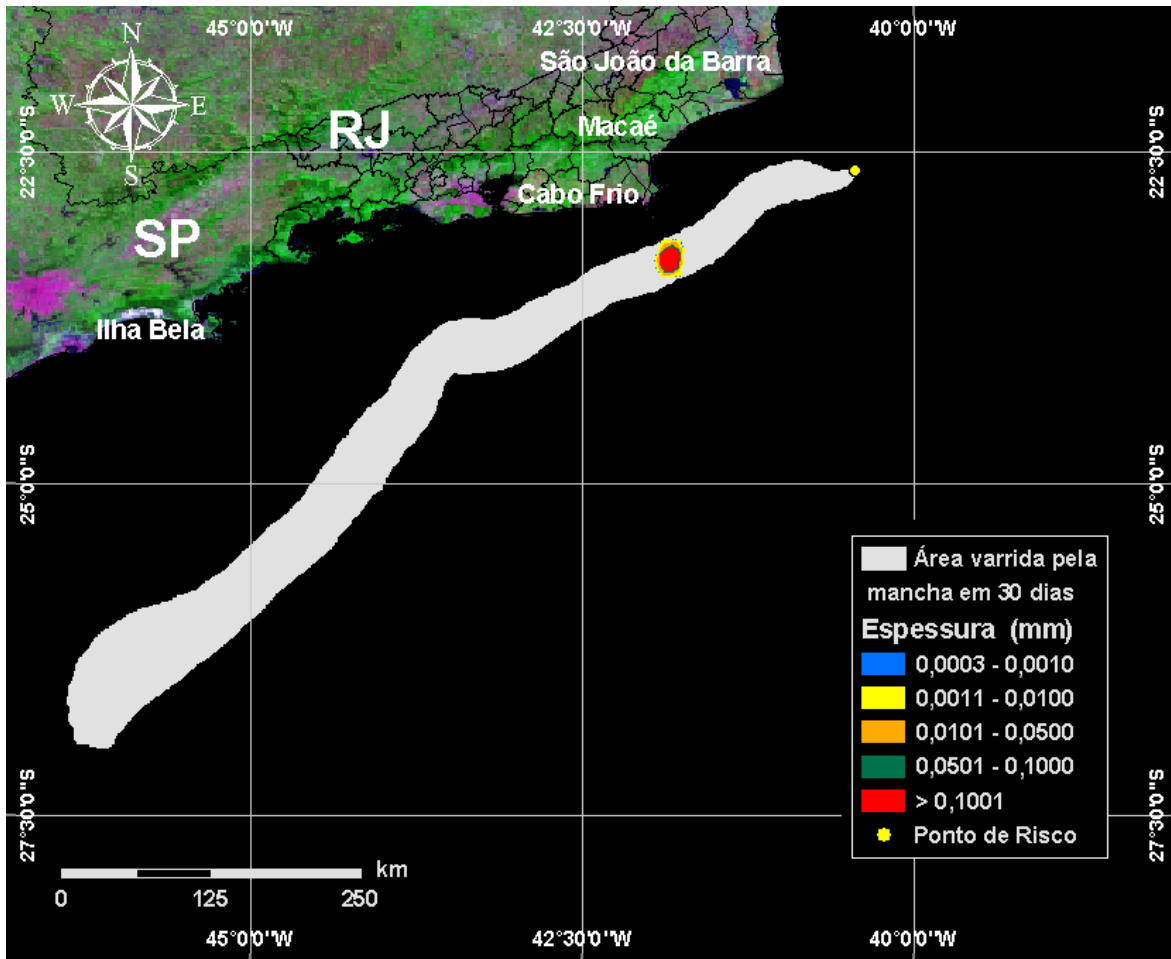 45°0'0"W 42°30'0"W 40°0'0"W
N
W E
S
São João da Barra
RJ
Macaé
22°30'0"S 22°30'0"S
Cabo Frio
SP
Ilha Bela
25°0'0"S 25°0'0"S
Área varrida pela
mancha em 30 dias
Espessura (mm)
0,0003 - 0,0010
0,0011 - 0,0100
0,0101 - 0,0500
0,0501 - 0,1000
> 0,1001
Ponto de Risco
27°30'0"S 27°30'0"S
km
0 125 250
45°0'0"W 42°30'0"W 40°0'0"W